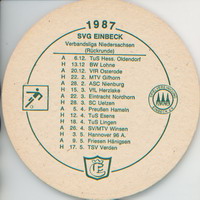 1987
SVG EINBECK
Verbandsliga Niedersachsen
(Rückrunde)
A 6.12. TuS Hess. Oldendorf
H 13.12. BW Lohne
A 20.12. VfR Osterode
A 22. 2. MTV Gifhorn
A 28. 2. ASC Nienburg
H 15. 3. VfL Herzlake
A 22. 3. Eintracht Nordhorn
H 28. 3. SC Uelzen
A 5. 4. Preußen Hameln
H 12. 4. TuS Esens
H 18. 4. TuS Lingen
A 26. 4. SV/MTV Winsen
H 3. 5. Hannover 96 A.
A 9. 5. Friesen Hänigsen
H 17. 5. TSV Verden